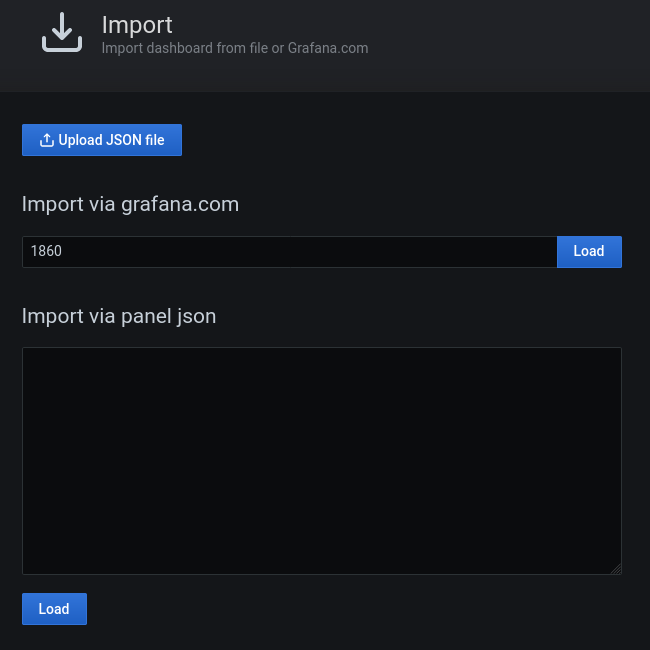 Import
Import dashboard from file or Grafana.com
Upload JSON file
Import via grafana.com
1860
Load
Import via panel json
Load